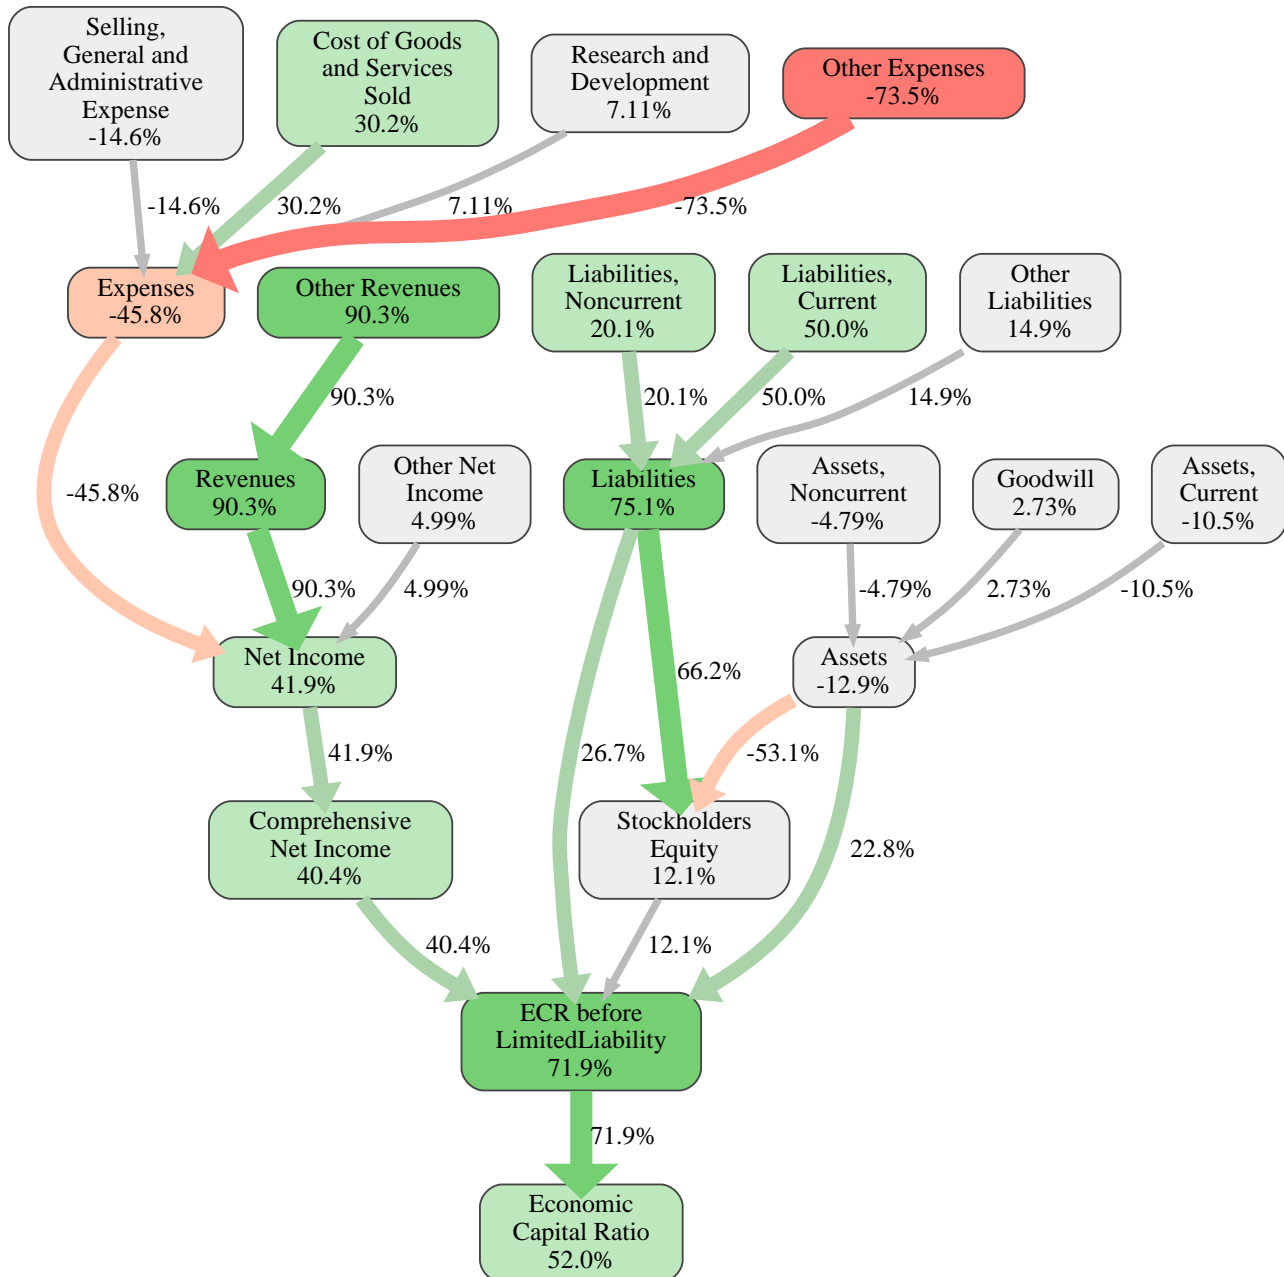 Selling,
General and
Administrative
Expense
-14.6%
Cost of Goods
and Services
Sold
30.2%
Research and
Development
7.11%
Other Expenses
-73.5%
-14.6%
30.2%
7.11%
-73.5%
Expenses
-45.8%
Other Revenues
90.3%
Liabilities,
Noncurrent
20.1%
Liabilities,
Current
50.0%
Other
Liabilities
14.9%
90.3%
20.1%
50.0%
14.9%
-45.8%
Revenues
90.3%
Other Net
Income
4.99%
Liabilities
75.1%
Assets,
Noncurrent
-4.79%
Goodwill
2.73%
Assets,
Current
-10.5%
90.3%
4.99%
-4.79%
2.73%
-10.5%
Net Income
41.9%
66.2%
Assets
-12.9%
41.9%
26.7%
-53.1%
Comprehensive
Net Income
40.4%
Stockholders
Equity
12.1%
22.8%
40.4%
12.1%
ECR before
LimitedLiability
71.9%
71.9%
Economic
Capital Ratio
52.0%